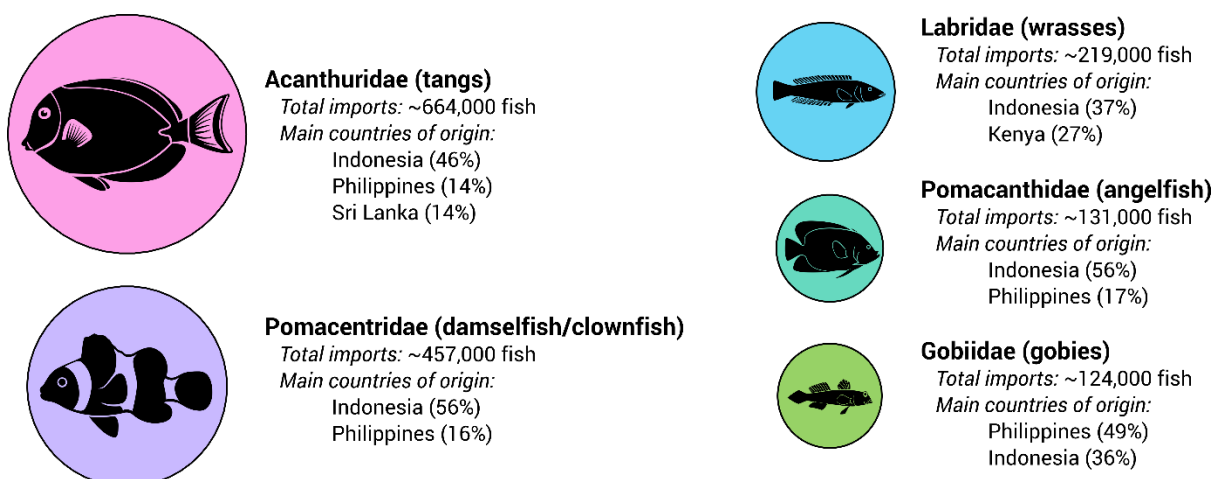 Acanthuridae (tangs)
Total imports: ~664,000 fish
Main countries of origin:
Indonesia (46%)
Philippines (14%)
Sri Lanka (14%)
Pomacentridae (damselfish/clownfish)
Total imports: ~457,000 fish
Main countries of origin:
Indonesia (56%)
Philippines (16%)
Labridae (wrasses)
Total imports: ~219,000 fish
Main countries of origin:
Indonesia (37%)
Kenya (27%)
Pomacanthidae (angelfish)
Total imports: ~131,000 fish
Main countries of origin:
Indonesia (56%)
Philippines (17%)
Gobiidae (gobies)
Total imports: ~124,000 fish
Main countries of origin:
Philippines (49%)
Indonesia (36%)